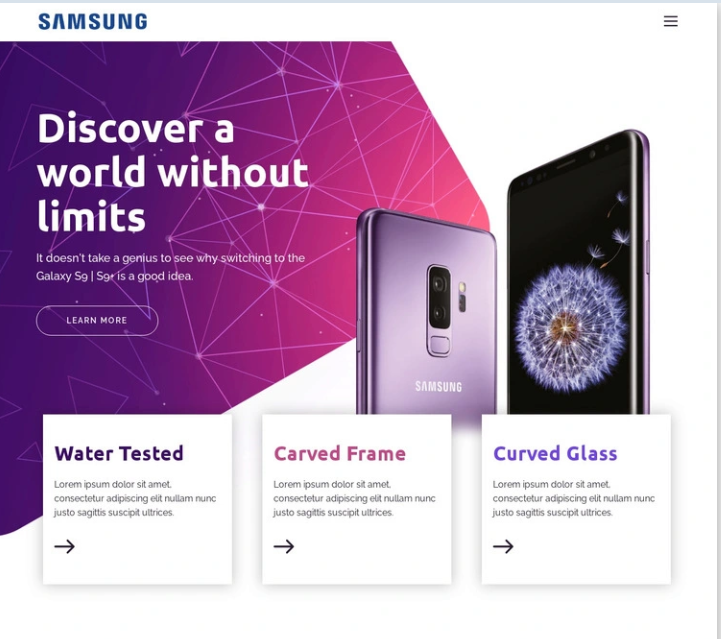 SAMSUNG
Discover a
world without
limits
It doesn't take a genius to see why switching to the
Galaxy S9 | S9+ is a good idea.
LEARN MORE
SAMSUNG
Water Tested
Lorem ipsum dolor sit amet,
consectetur adipiscing elit nullam nunc
justo sagittis suscipit ultrices.
Carved Frame
Lorem ipsum dolor sit amet,
consectetur adipiscing elit nullam nunc
justo sagittis suscipit ultrices.
Curved Glass
Lorem ipsum dolor sit amet,
consectetur adipiscing elit nullam nunc
justo sagittis suscipit ultrices.